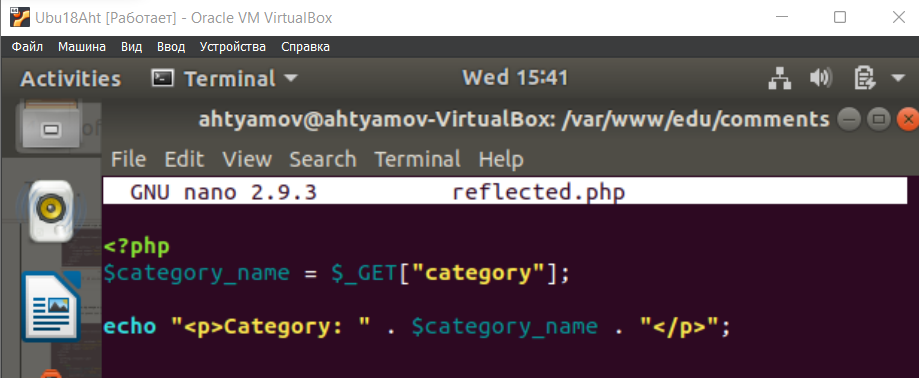 Ubu18Aht [Работает] - Oracle VM VirtualBox
Файл Машина Вид Ввод Устройства Справка
Activities Terminal Wed 15:41
ahtyamov@ahtyamov-VirtualBox: /var/www/edu/comments
File Edit View Search Terminal Help
GNU nano 2.9.3 reflected.php
<?php
$category_name = $_GET["category"];
echo "<p>Category: " . $category_name . "</p>";